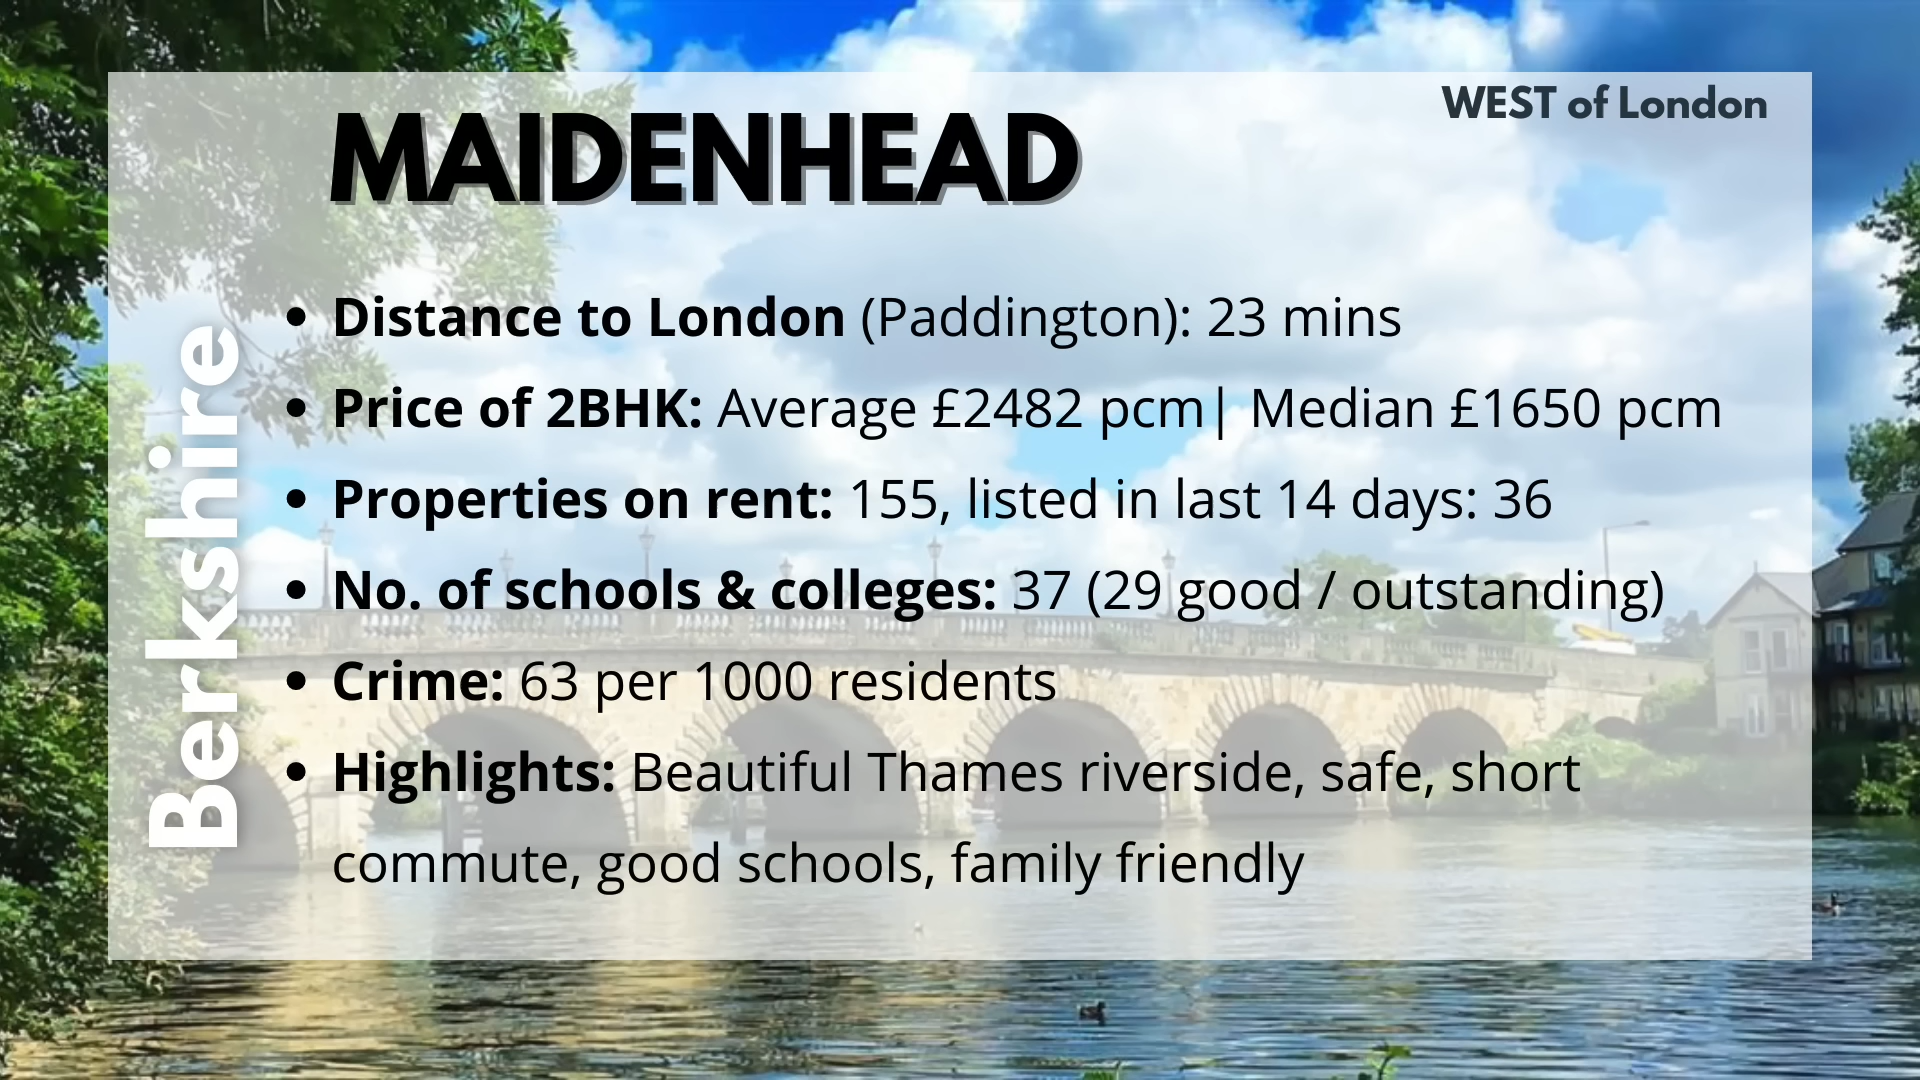 WEST of London
MAIDENHEAD
Berkshire
• Distance to London (Paddington): 23 mins
• Price of 2BHK: Average £2482 pcm| Median £1650 pcm
• Properties on rent: 155, listed in last 14 days: 36
• No. of schools & colleges: 37 (29 good / outstanding)
• Crime: 63 per 1000 residents
• Highlights: Beautiful Thames riverside, safe, short
commute, good schools, family friendly